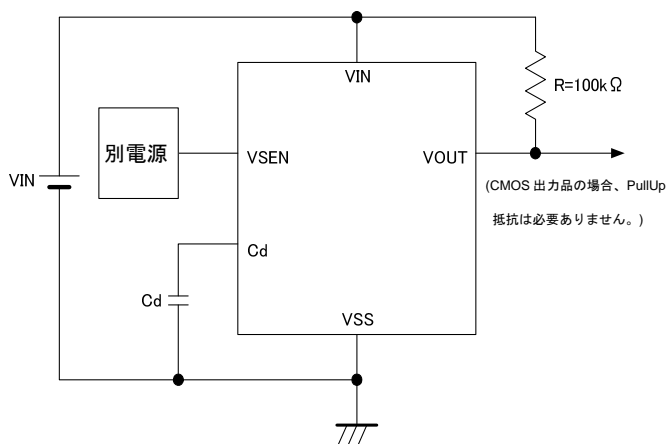 VIN
R=100kΩ
別電源
VSEN
VOUT
VIN
(CMOS 出力品の場合、PullUp
抵抗は必要ありません。)
Cd
Cd
VSS